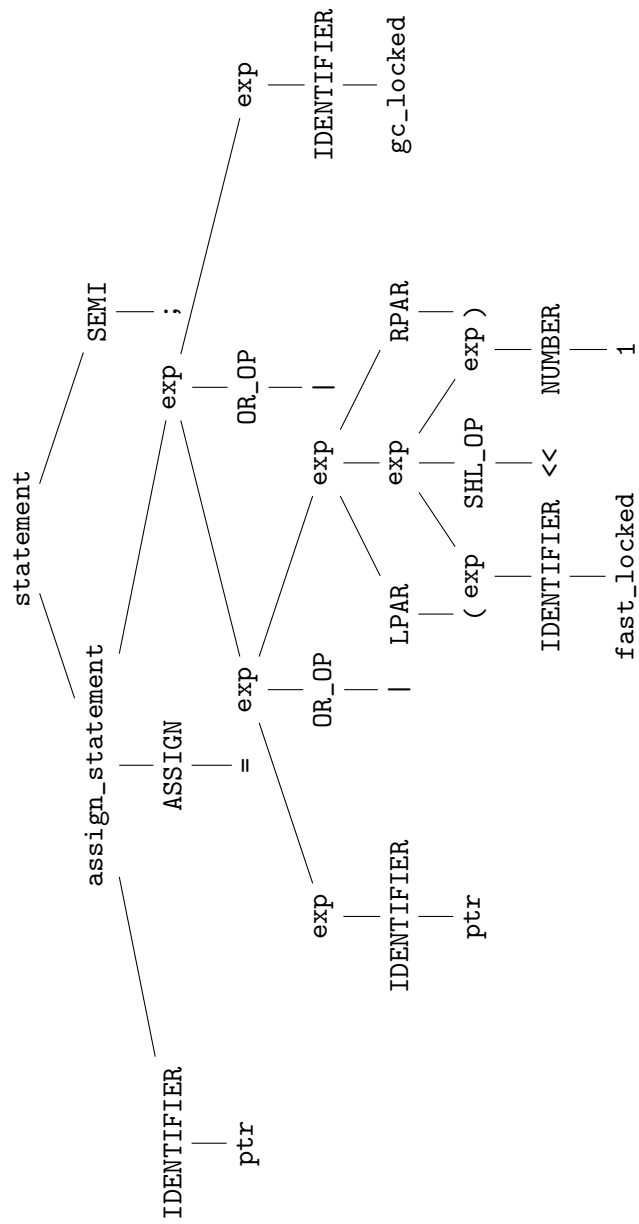 statement
assign_statement SEMI
IDENTIFIER ASSIGN exp ;
ptr = exp OR_OP exp
exp OR_OP exp | IDENTIFIER
IDENTIFIER | LPAR exp RPAR gc_locked
ptr ( exp SHL_OP exp )
IDENTIFIER << NUMBER
fast_locked 1